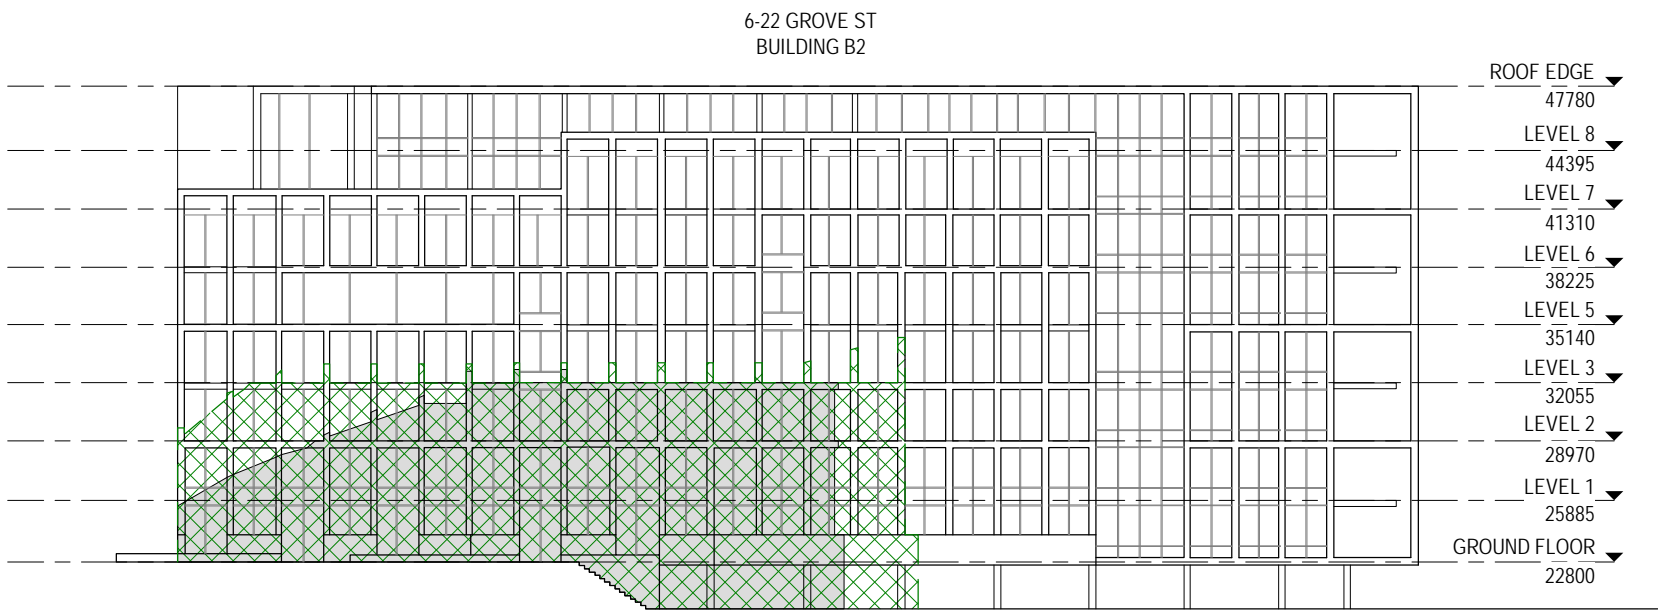 6-22 GROVE ST
BUILDING B2
ROOF EDGE
47780
LEVEL 8
44395
LEVEL 7
41310
LEVEL 6
38225
LEVEL 5
35140
LEVEL 3
32055
LEVEL 2
28970
LEVEL 1
25885
GROUND FLOOR
22800